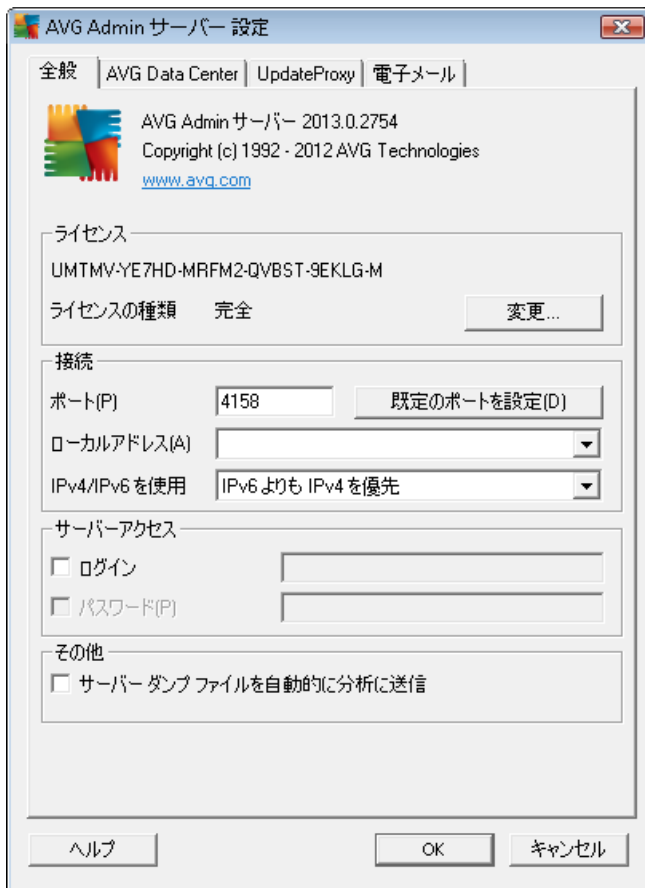 AVG Admin サーバー 設定
全般
AVG Data Center
UpdateProxy
電子メール
AVG Admin サーバー 2013.0.2754
Copyright (c) 1992 - 2012 AVG Technologies
www.avg.com
ライセンス
UMTMV-YE7HD-MRFM2-QVBST-9EKLG-M
ライセンスの種類 完全 変更...
接続
ポート(P) 4158 既定のポートを設定(D)
ローカルアドレス(A)
IPv4/IPv6 を使用 IPv6 よりも IPv4 を優先
サーバーアクセス
ログイン
パスワード(P)
その他
サーバー ダンプ ファイルを自動的に分析に送信
ヘルプ OK キャンセル